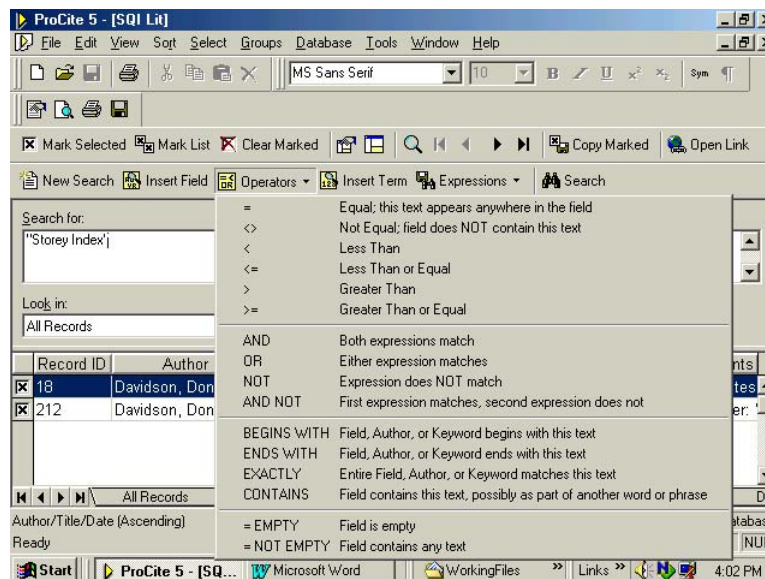 ProCite 5 - [SQI Lit]
File Edit View Sort Select Groups Database Tools Window Help
MS Sans Serif 10 B I U x² x₂ Sym ¶
Mark Selected Mark List Clear Marked Copy Marked Open Link
New Search Insert Field Operators Insert Term Expressions Search
Search for:
"Storey Index"
Look in:
All Records
= Equal; this text appears anywhere in the field
<> Not Equal; field does NOT contain this text
< Less Than
<= Less Than or Equal
> Greater Than
>= Greater Than or Equal
AND Both expressions match
OR Either expression matches
NOT Expression does NOT match
AND NOT First expression matches, second expression does not
BEGINS WITH Field, Author, or Keyword begins with this text
ENDS WITH Field, Author, or Keyword ends with this text
EXACTLY Entire Field, Author, or Keyword matches this text
CONTAINS Field contains this text, possibly as part of another word or phrase
= EMPTY Field is empty
= NOT EMPTY Field contains any text
Record ID Author nts
18 Davidson, Don tes
212 Davidson, Don er: "
All Records D
Author/Title/Date (Ascending) atabas
Ready NU
Start ProCite 5 - [SQ... Microsoft Word WorkingFiles » Links » 4:02 PM